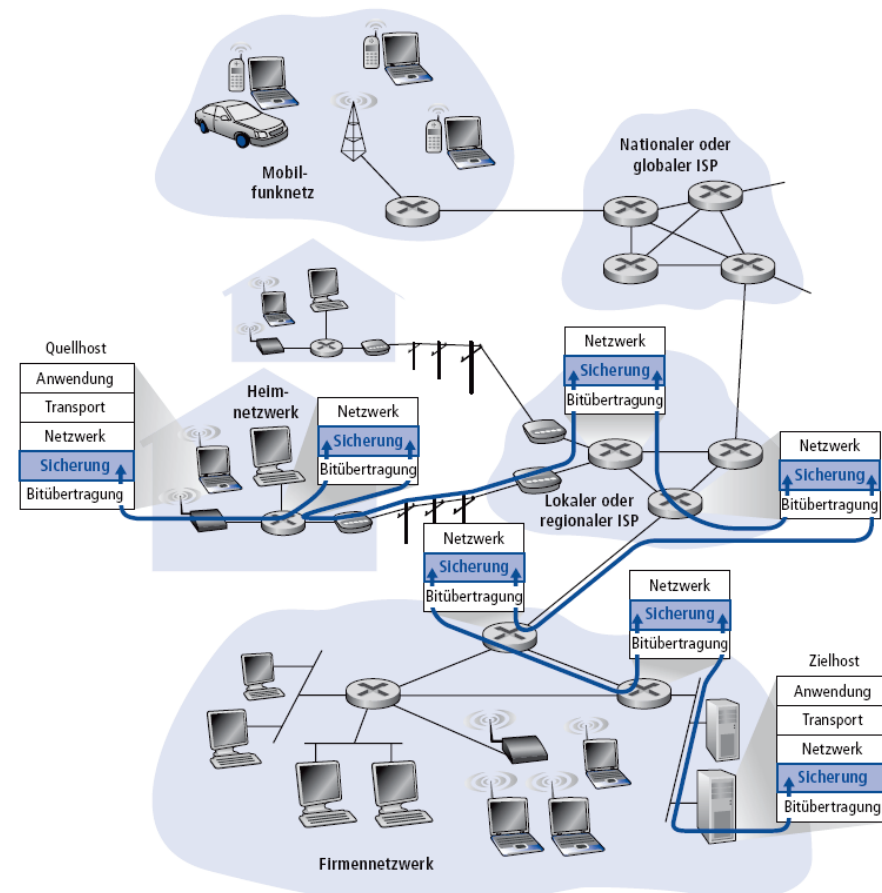 Mobil-
funknetz
Nationaler oder
globaler ISP
Quellhost
Anwendung
Transport
Netzwerk
Sicherung
Bitübertragung
Heim-
netzwerk
Netzwerk
Sicherung
Bitübertragung
Netzwerk
Sicherung
Bitübertragung
Lokaler oder
regionaler ISP
Netzwerk
Sicherung
Bitübertragung
Netzwerk
Sicherung
Bitübertragung
Netzwerk
Sicherung
Bitübertragung
Zielhost
Anwendung
Transport
Netzwerk
Sicherung
Bitübertragung
Firmennetzwerk